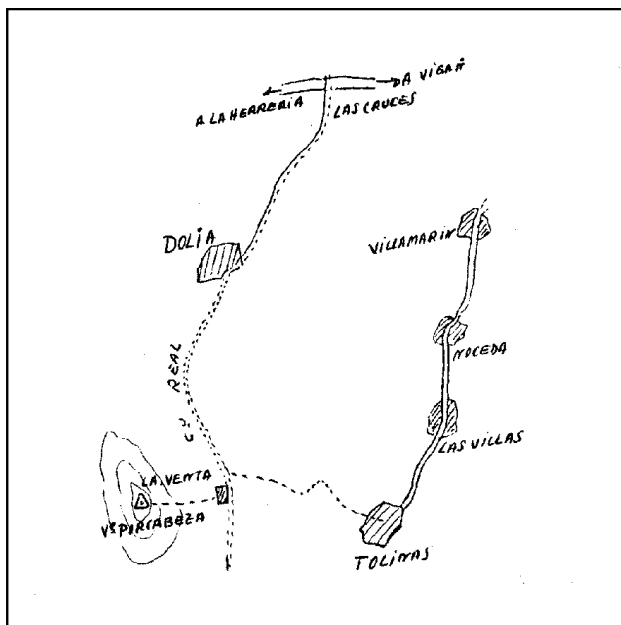 A LA HERRERIA
A VIGAÑ
LAS CRUCES
DOLIA
VILLAMARIN
REAL
NOCEDA
LAS VILLAS
LA VENTA
TOLINAS